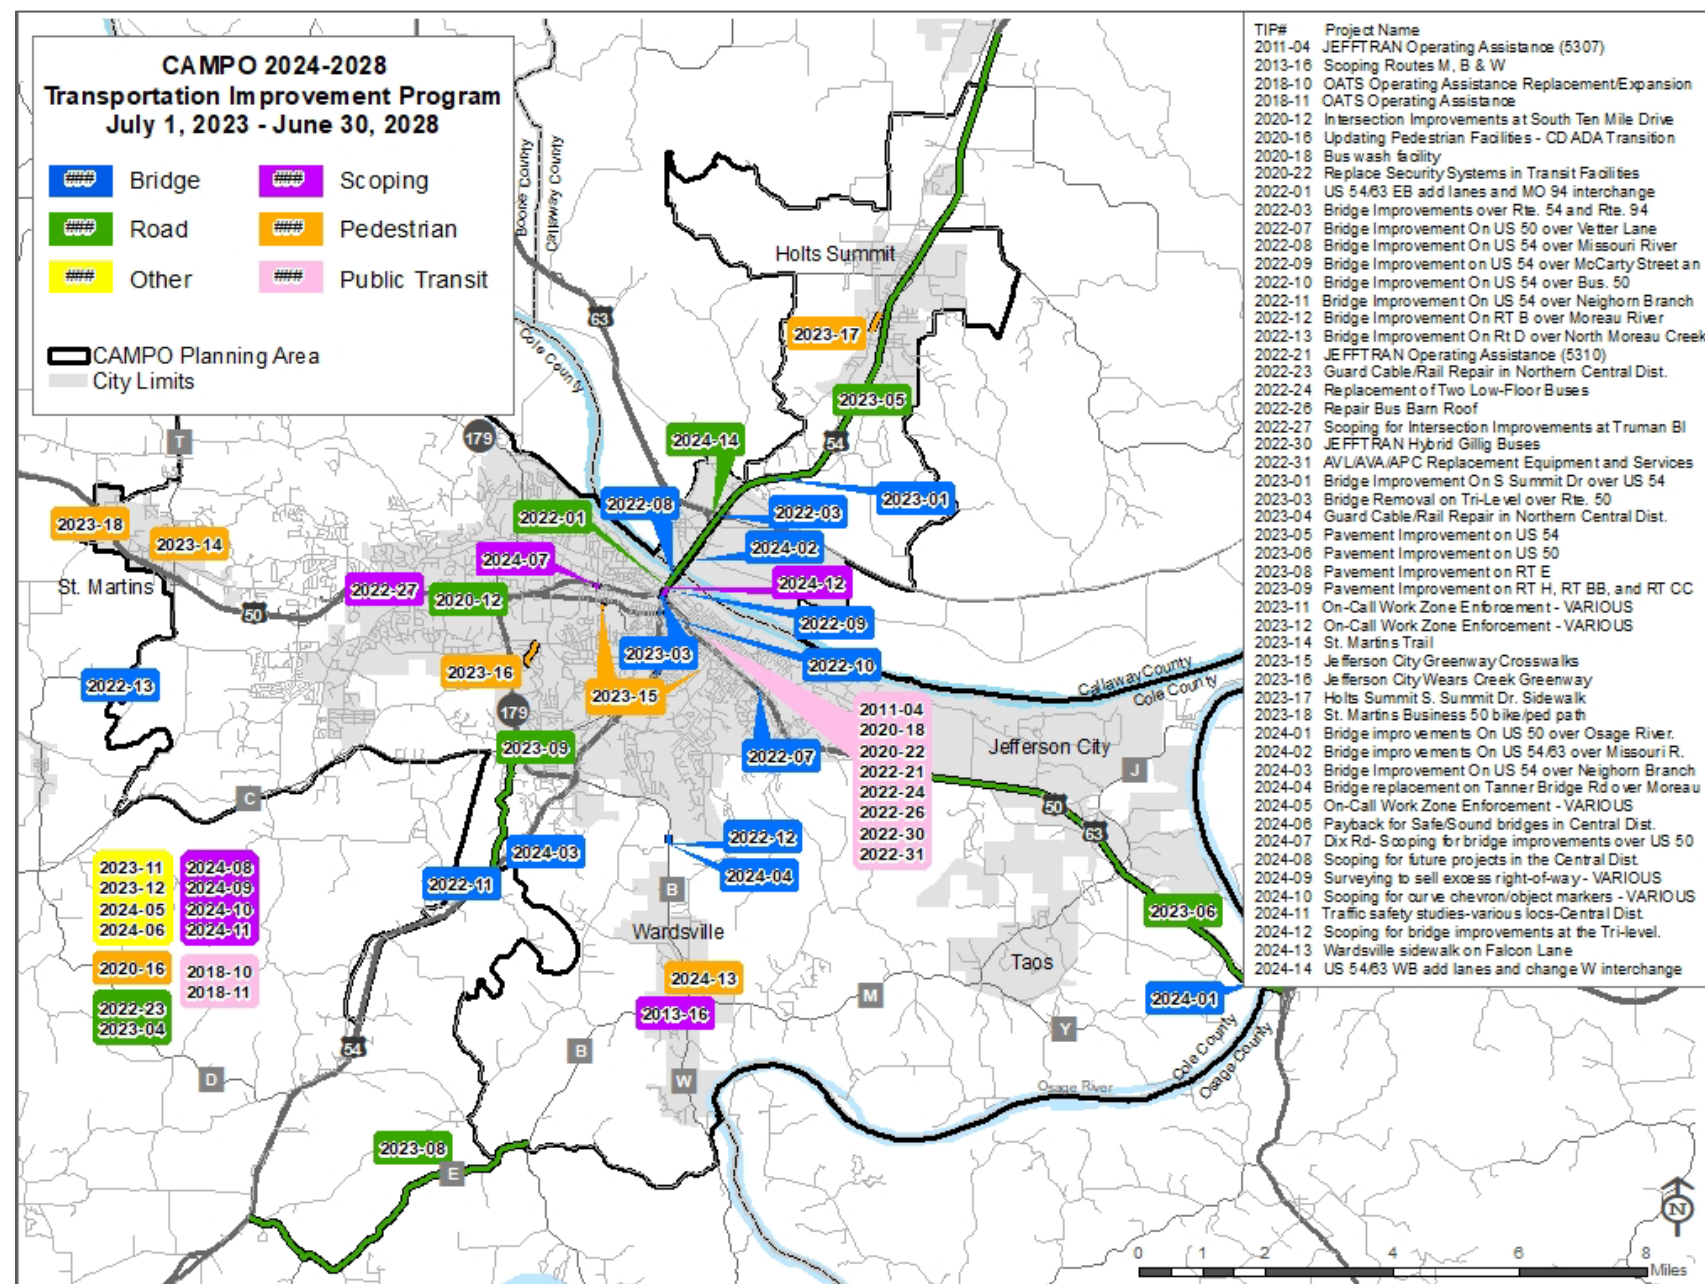 CAMPO 2024-2028
Transportation Improvement Program
July 1, 2023 - June 30, 2028
### Bridge
### Scoping
### Road
### Pedestrian
### Other
### Public Transit
CAMPO Planning Area
City Limits
TIP# Project Name
2011-04 JEFFTRAN Operating Assistance (5307)
2013-16 Scoping Routes M, B & W
2018-10 OATS Operating Assistance Replacement/Expansion
2018-11 OATS Operating Assistance
2020-12 Intersection Improvements at South Ten Mile Drive
2020-16 Updating Pedestrian Facilities - CD ADA Transition
2020-18 Bus wash facility
2020-22 Replace Security Systems in Transit Facilities
2022-01 US 54/63 EB add lanes and MO 94 interchange
2022-03 Bridge Improvements over Rte. 54 and Rte. 94
2022-07 Bridge Improvement On US 50 over Vetter Lane
2022-08 Bridge Improvement On US 54 over Missouri River
2022-09 Bridge Improvement on US 54 over McCarty Street an
2022-10 Bridge Improvement On US 54 over Bus. 50
2022-11 Bridge Improvement On US 54 over Neighorn Branch
2022-12 Bridge Improvement On RT B over Moreau River
2022-13 Bridge Improvement On Rt D over North Moreau Creek
2022-21 JEFFTRAN Operating Assistance (5310)
2022-23 Guard Cable/Rail Repair in Northern Central Dist.
2022-24 Replacement of Two Low-Floor Buses
2022-26 Repair Bus Barn Roof
2022-27 Scoping for Intersection Improvements at Truman Bl
2022-30 JEFFTRAN Hybrid Gillig Buses
2022-31 AVL/AVA/APC Replacement Equipment and Services
2023-01 Bridge Improvement On S Summit Dr over US 54
2023-03 Bridge Removal on Tri-Level over Rte. 50
2023-04 Guard Cable/Rail Repair in Northern Central Dist.
2023-05 Pavement Improvement on US 54
2023-06 Pavement Improvement on US 50
2023-08 Pavement Improvement on RT E
2023-09 Pavement Improvement on RT H, RT BB, and RT CC
2023-11 On-Call Work Zone Enforcement - VARIOUS
2023-12 On-Call Work Zone Enforcement - VARIOUS
2023-14 St. Martins Trail
2023-15 Jefferson City Greenway Crosswalks
2023-16 Jefferson City Wears Creek Greenway
2023-17 Holts Summit S. Summit Dr. Sidewalk
2023-18 St. Martins Business 50 bike/ped path
2024-01 Bridge improvements On US 50 over Osage River.
2024-02 Bridge improvements On US 54/63 over Missouri R.
2024-03 Bridge Improvement On US 54 over Neighorn Branch
2024-04 Bridge replacement on Tanner Bridge Rd over Moreau
2024-05 On-Call Work Zone Enforcement - VARIOUS
2024-06 Payback for Safe/Sound bridges in Central Dist.
2024-07 Dix Rd- Scoping for bridge improvements over US 50
2024-08 Scoping for future projects in the Central Dist.
2024-09 Surveying to sell excess right-of-way - VARIOUS
2024-10 Scoping for curve chevron/object markers - VARIOUS
2024-11 Traffic safety studies-various locs-Central Dist.
2024-12 Scoping for bridge improvements at the Tri-level.
2024-13 Wardsville sidewalk on Falcon Lane
2024-14 US 54/63 WB add lanes and change W interchange
Boone County
Callaway County
Holts Summit
63
Cole County
2023-17
2023-05
54
2024-14
179
T
2023-18
2023-14
St. Martins
50
2022-27
2020-12
2024-07
2022-01
2022-08
2023-01
2022-03
2024-02
2024-12
2022-09
2022-10
2023-03
2023-16
2023-15
2022-13
179
2023-09
2022-07
Callaway County
Cole County
2011-04
2020-18
2020-22
2022-21
2022-24
2022-26
2022-30
2022-31
Jefferson City
J
50
63
C
2024-03
2022-11
2022-12
2024-04
B
2023-11
2023-12
2024-05
2024-06
2024-08
2024-09
2024-10
2024-11
2020-16
2018-10
2018-11
2022-23
2023-04
Wardsville
2024-13
2013-16
2023-06
Taos
2024-01
M
Y
Cole County
Osage County
Osage River
54
D
B
W
2023-08
E
N
0 1 2 4 6 8
Miles